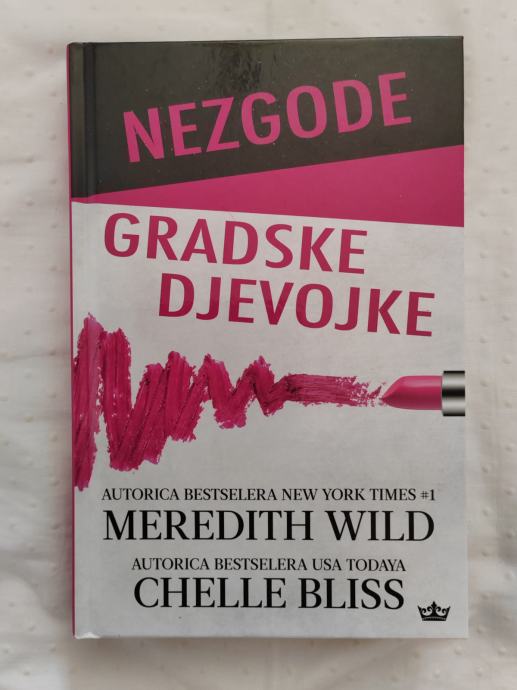 NEZGODE
GRADSKE
DJEVOJKE
AUTORICA BESTSELERA NEW YORK TIMES #1
MEREDITH WILD
AUTORICA BESTSELERA USA TODAYA
CHELLE BLISS